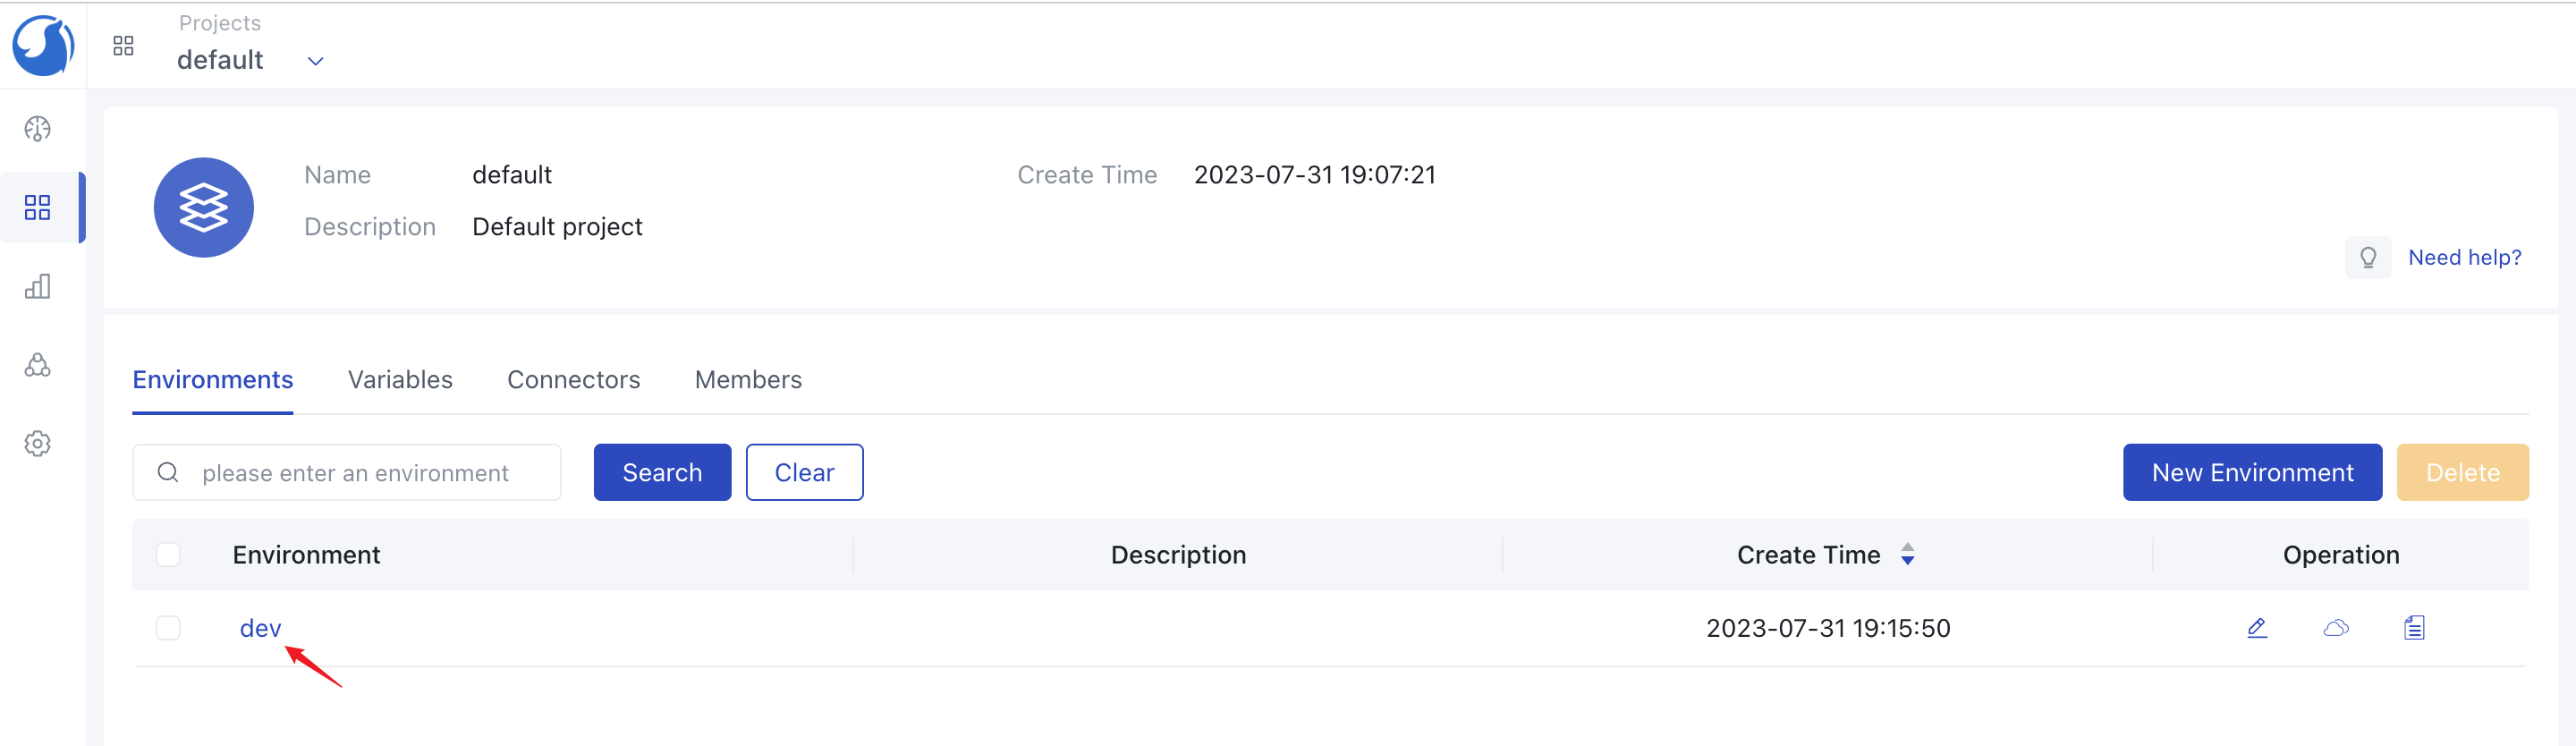 Projects
default
Name default Create Time 2023-07-31 19:07:21
Description Default project
Need help?
Environments Variables Connectors Members
please enter an environment Search Clear New Environment Delete
Environment Description Create Time Operation
dev 2023-07-31 19:15:50